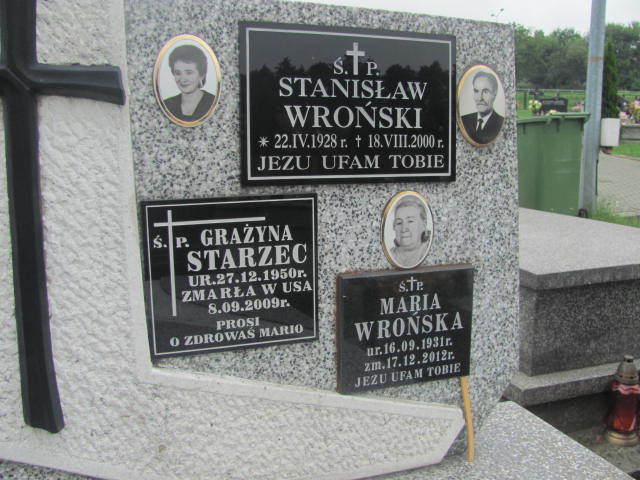 Ś.P.
STANISŁAW
WROŃSKI
* 22.IV.1928 r. † 18.VIII.2000 r.
JEZU UFAM TOBIE
Ś.P. GRAŻYNA
STARZEC
UR. 27.12.1950r.
ZMARŁA W USA
8.09.2009r.
PROSI
O ZDROWAŚ MARIO
Ś.P.
MARIA
WROŃSKA
ur. 16.09.1931r.
zm. 17.12.2012r.
JEZU UFAM TOBIE